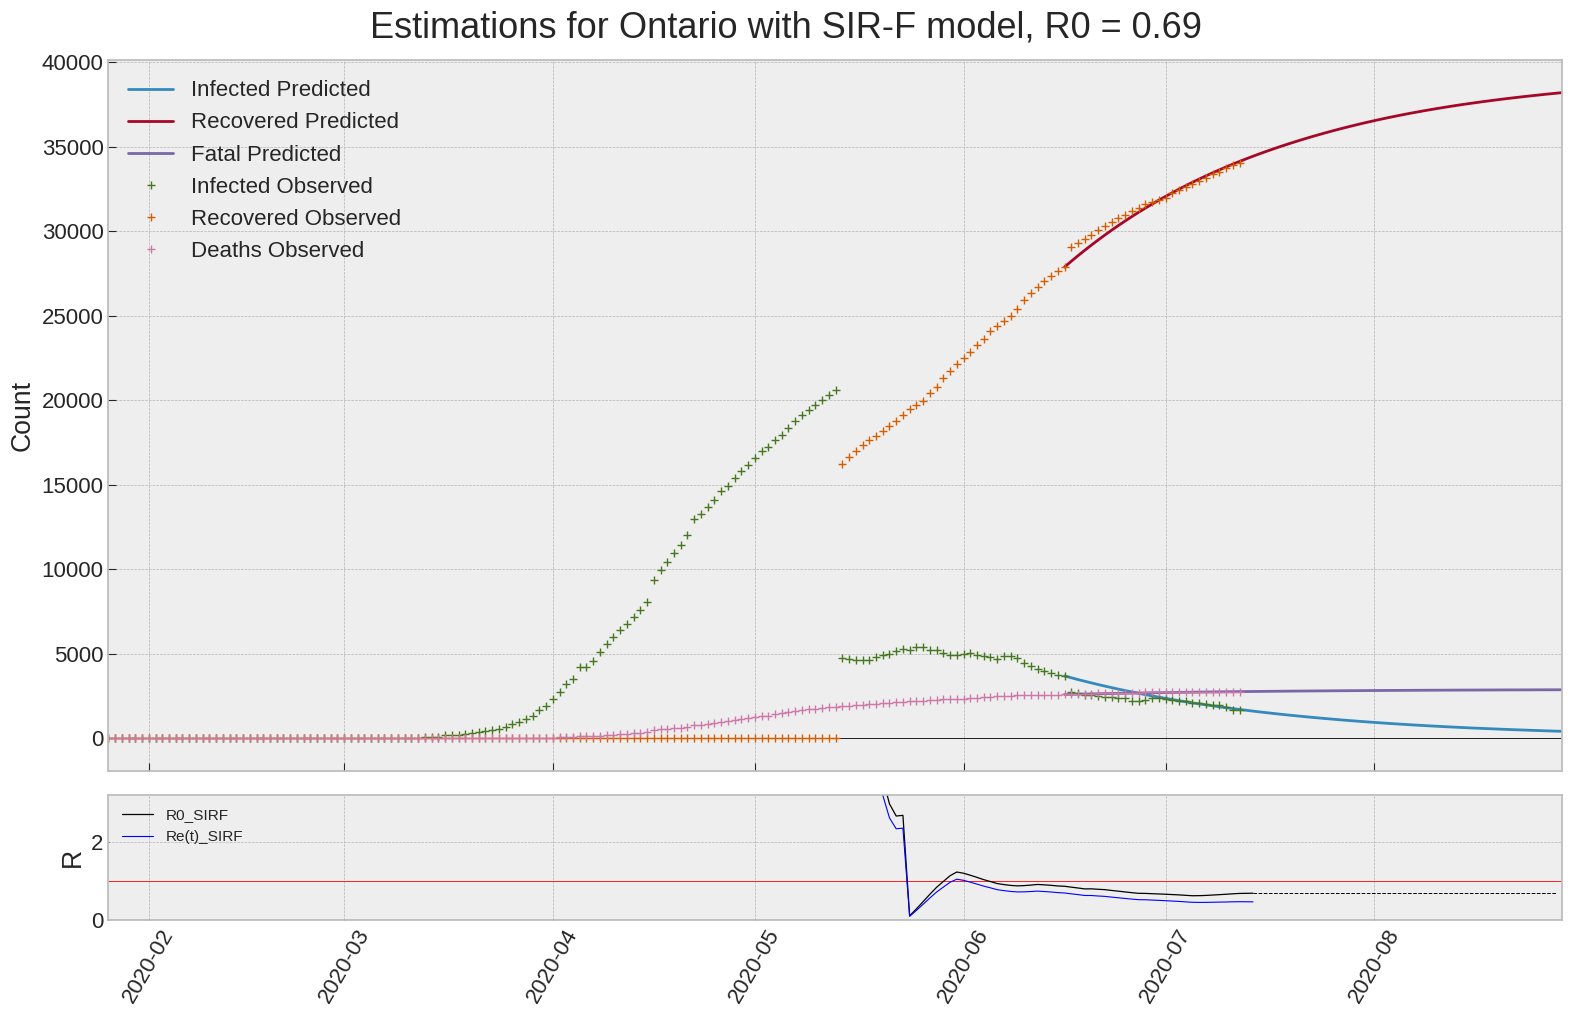 Estimations for Ontario with SIR-F model, R0 = 0.69
40000
35000
30000
25000
20000
15000
10000
5000
0
Count
Infected Predicted
Recovered Predicted
Fatal Predicted
Infected Observed
Recovered Observed
Deaths Observed
2
0
R
R0_SIRF
Re(t)_SIRF
2020-02
2020-03
2020-04
2020-05
2020-06
2020-07
2020-08